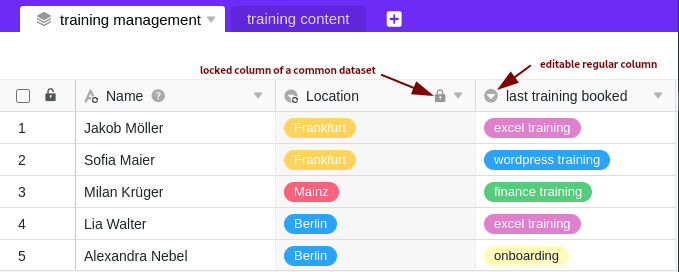 training management training content
locked column of a common dataset editable regular column
Name Location last training booked
1 Jakob Möller Frankfurt excel training
2 Sofia Maier Frankfurt wordpress training
3 Milan Krüger Mainz finance training
4 Lia Walter Berlin excel training
5 Alexandra Nebel Berlin onboarding